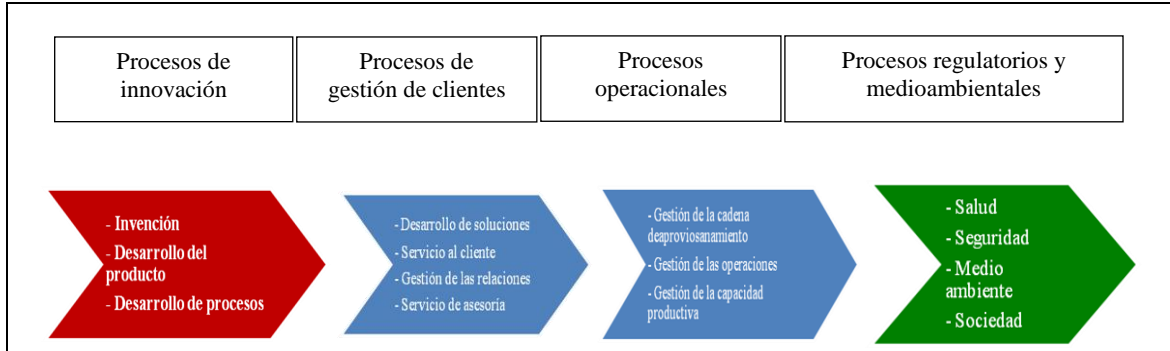 Procesos de
innovación
Procesos de
gestión de clientes
Procesos
operacionales
Procesos regulatorios y
medioambientales
- Invención
- Desarrollo del
producto
- Desarrollo de procesos
- Desarrollo de soluciones
- Servicio al cliente
- Gestión de las relaciones
- Servicio de asesoría
- Gestión de la cadena
deaproviosanamiento
- Gestión de las operaciones
- Gestión de la capacidad
productiva
- Salud
- Seguridad
- Medio
ambiente
- Sociedad